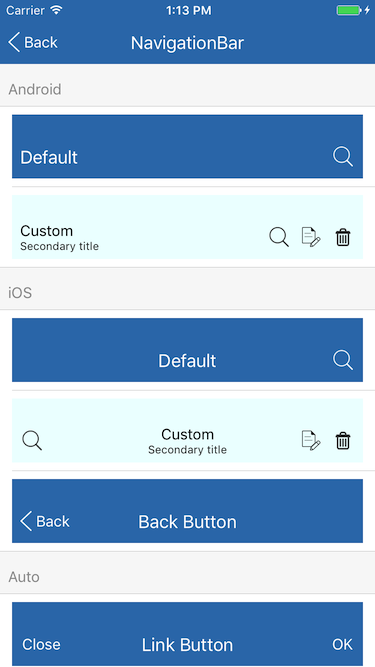 Carrier 1:13 PM
Back NavigationBar
Android
Default
Custom
Secondary title
iOS
Default
Custom
Secondary title
Back Back Button
Auto
Close Link Button OK